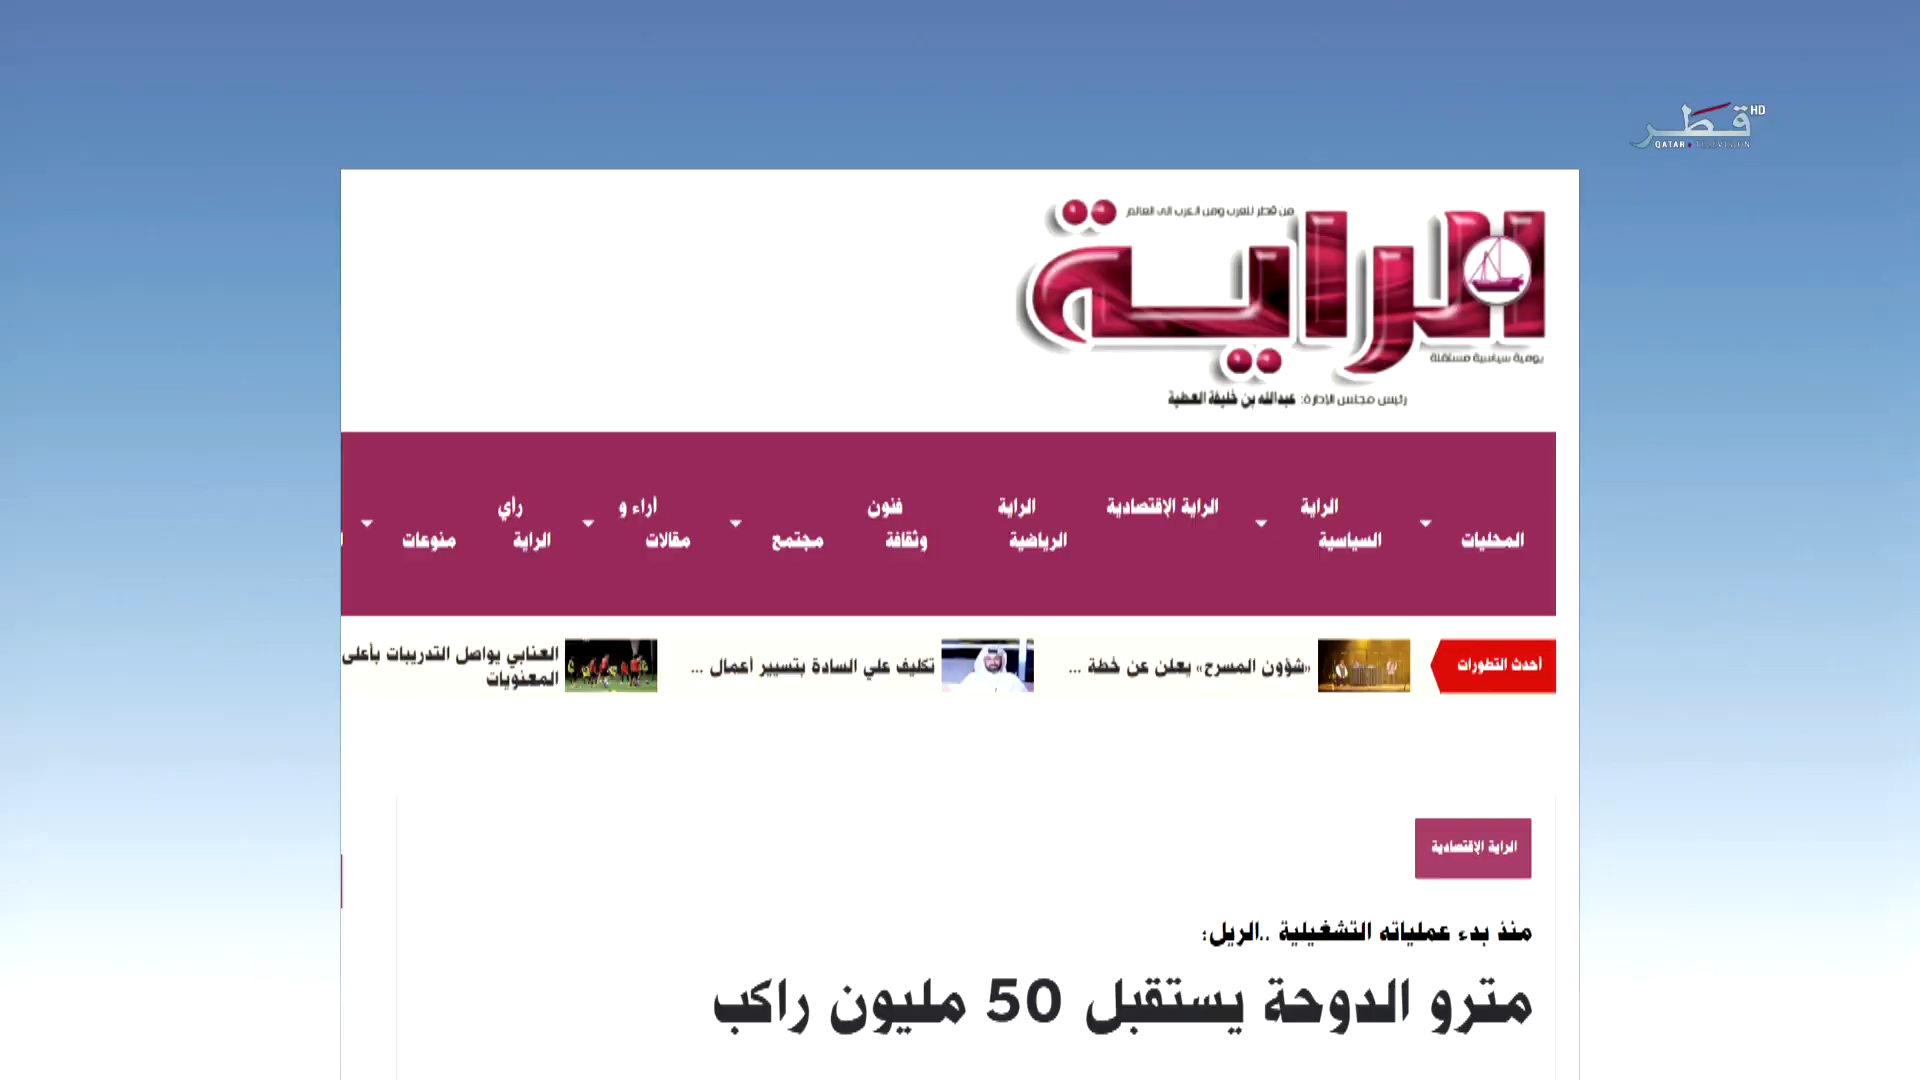 قطر HD
QATAR TELEVISION
من قطر للعرب ومن العرب الى العالم
الراية
يومية سياسية مستقلة
رئيس مجلس الإدارة: عبدالله بن خليفة العطية
المحليات
الراية السياسية
الراية الإقتصادية
الراية الرياضية
فنون وثقافة
مجتمع
أراء و مقالات
رأي الراية
منوعات
أحدث التطورات
«شؤون المسرح» يعلن عن خطة ...
تكليف علي السادة بتسيير أعمال ...
العنابي يواصل التدريبات بأعلى
المعنويات
الراية الإقتصادية
منذ بدء عملياته التشغيلية ..الريل:
مترو الدوحة يستقبل 50 مليون راكب